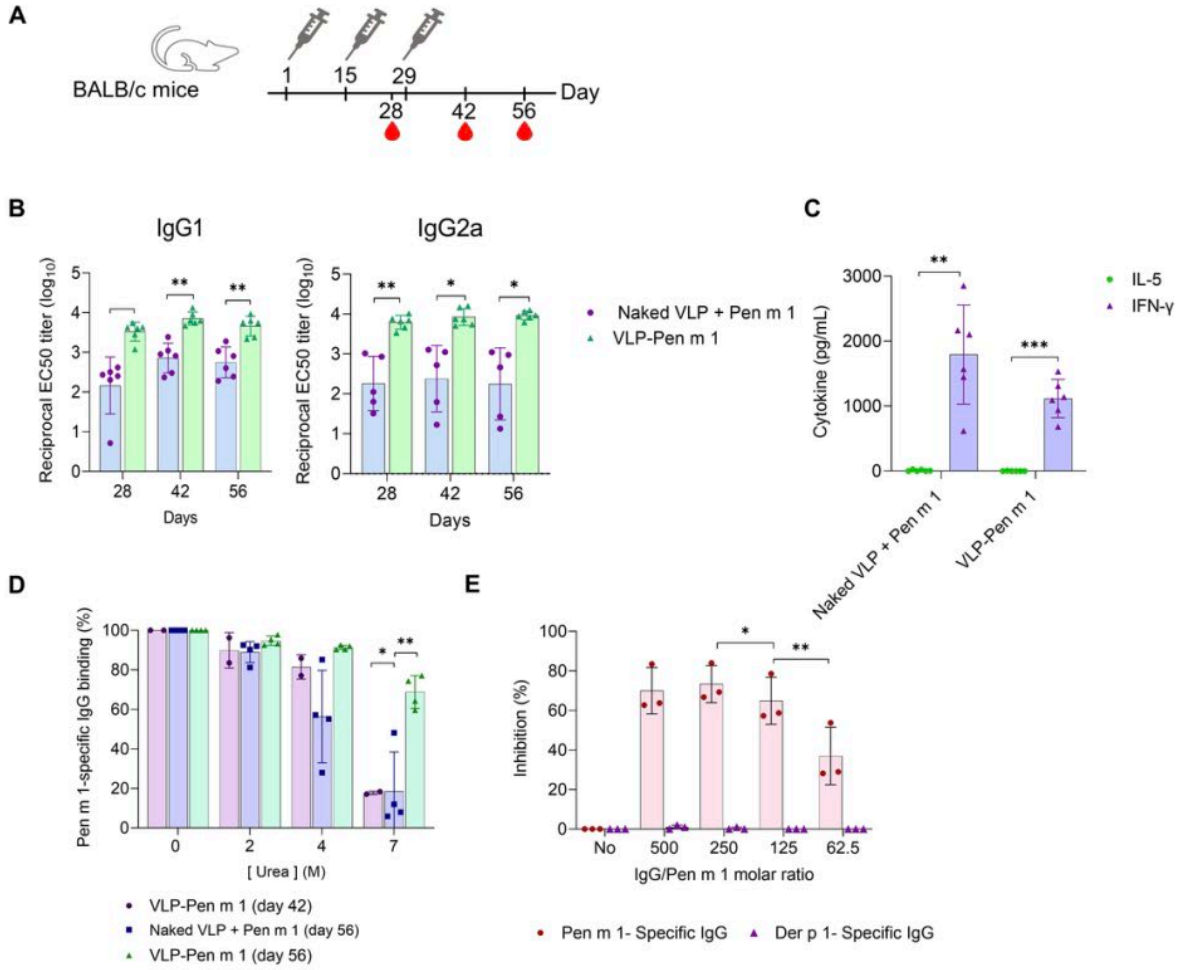 A
BALB/c mice
1 15 29
Day
28 42 56
B
IgG1
Reciprocal EC50 titer (log10)
5
4
3
2
1
0
**
**
28 42 56
Days
IgG2a
Reciprocal EC50 titer (log10)
5
4
3
2
1
0
**
*
*
28 42 56
Days
Naked VLP + Pen m 1
VLP-Pen m 1
C
Cytokine (pg/mL)
3000
2000
1000
0
**
***
Naked VLP + Pen m 1
VLP-Pen m 1
IL-5
IFN-γ
D
Pen m 1-specific IgG binding (%)
100
80
60
40
20
0
*
**
0 2 4 7
[ Urea ] (M)
VLP-Pen m 1 (day 42)
Naked VLP + Pen m 1 (day 56)
VLP-Pen m 1 (day 56)
E
Inhibition (%)
100
80
60
40
20
0
*
**
No 500 250 125 62.5
IgG/Pen m 1 molar ratio
Pen m 1- Specific IgG
Der p 1- Specific IgG